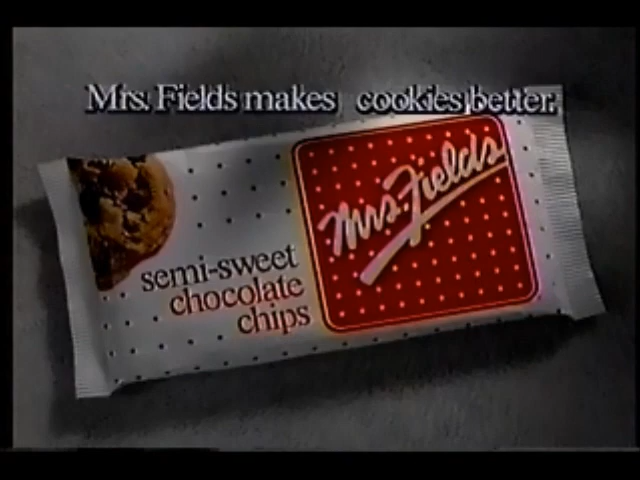 Mrs. Fields makes cookies better.
Mrs. Fields
semi-sweet
chocolate
chips